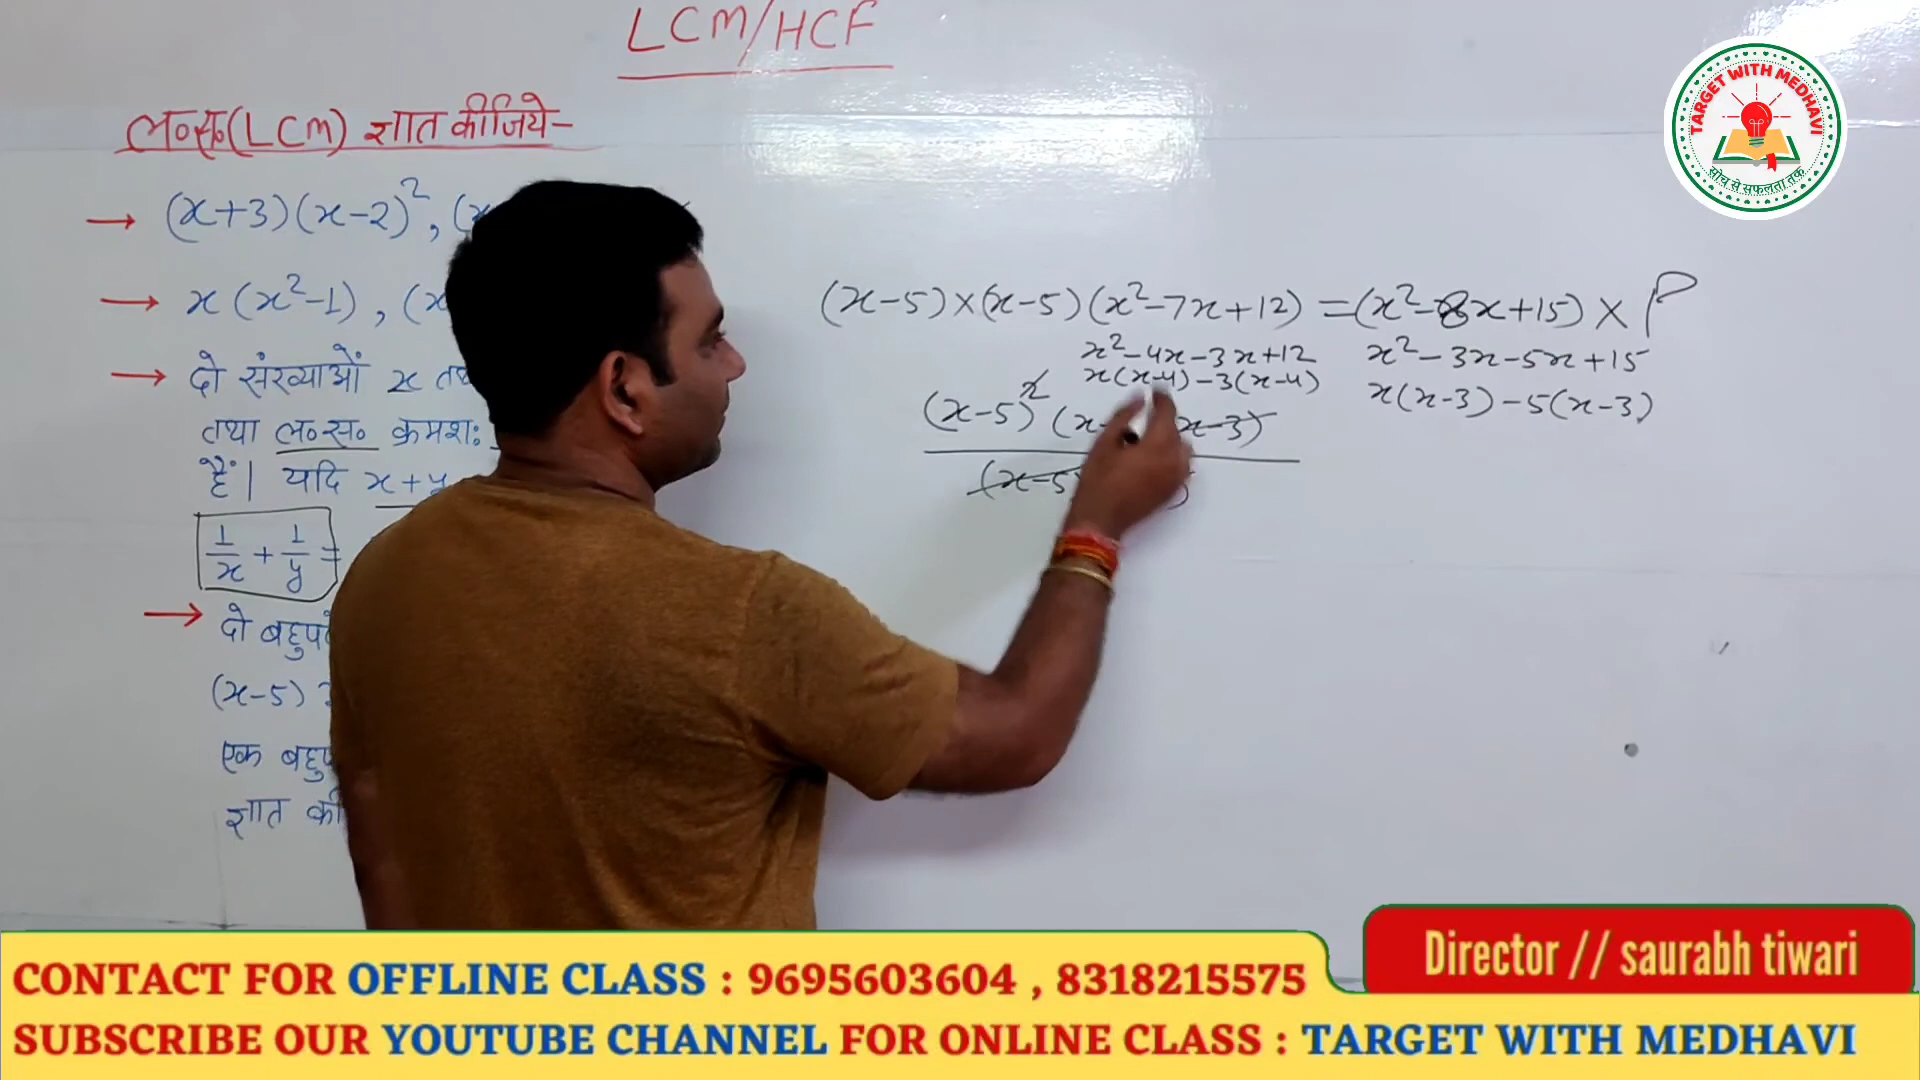 LCM/HCF
ल०स०(LCM) ज्ञात कीजिये-
→ (x+3)(x-2)², (x
→ x(x²-1), (x
→ दो संख्याओं x
तथा ल०स० क्रमशः
हैं। यदि x+y
1/x + 1/y =
→ दो
(x-5)
एक
ज्ञात
(x-5)×(x-5)(x²-7x+12) = (x²-8x+15) × P
x²-4x-3x+12
x²-3x-5x+15
x(x-4)-3(x-4)
x(x-3)-5(x-3)
(x-5)² (x- x-3)
(x-5)
TARGET WITH MEDHAVI
सोच से सफलता तक
Director // saurabh tiwari
CONTACT FOR OFFLINE CLASS : 9695603604 , 8318215575
SUBSCRIBE OUR YOUTUBE CHANNEL FOR ONLINE CLASS : TARGET WITH MEDHAVI